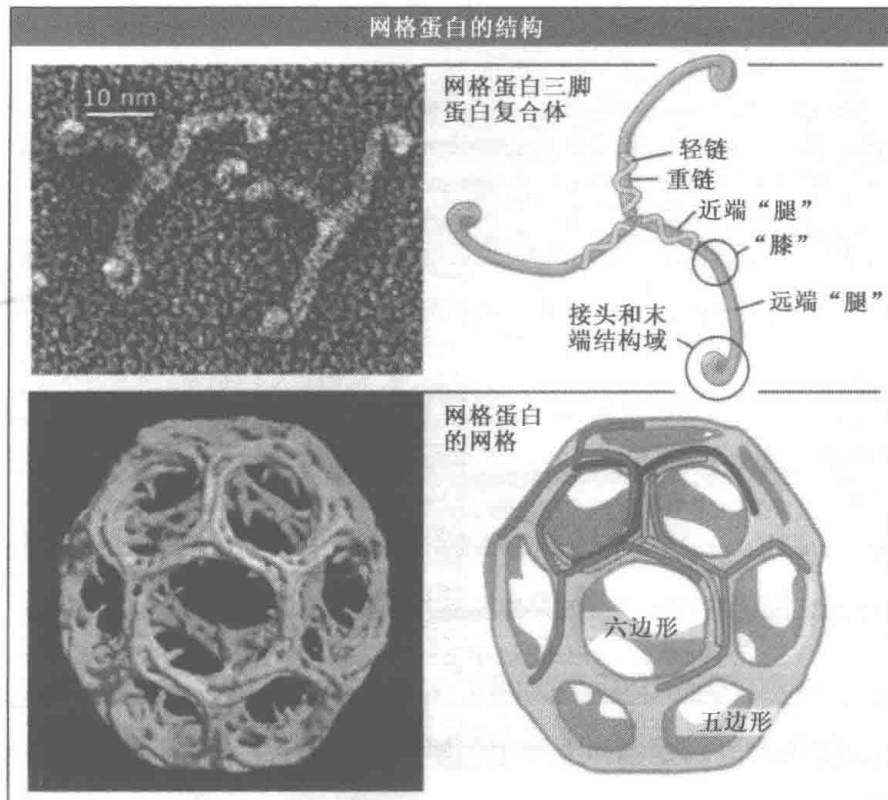 网格蛋白的结构
10 nm
网格蛋白三脚
蛋白复合体
轻链
重链
近端“腿”
“膝”
远端“腿”
接头和末
端结构域
网格蛋白
的网格
六边形
五边形